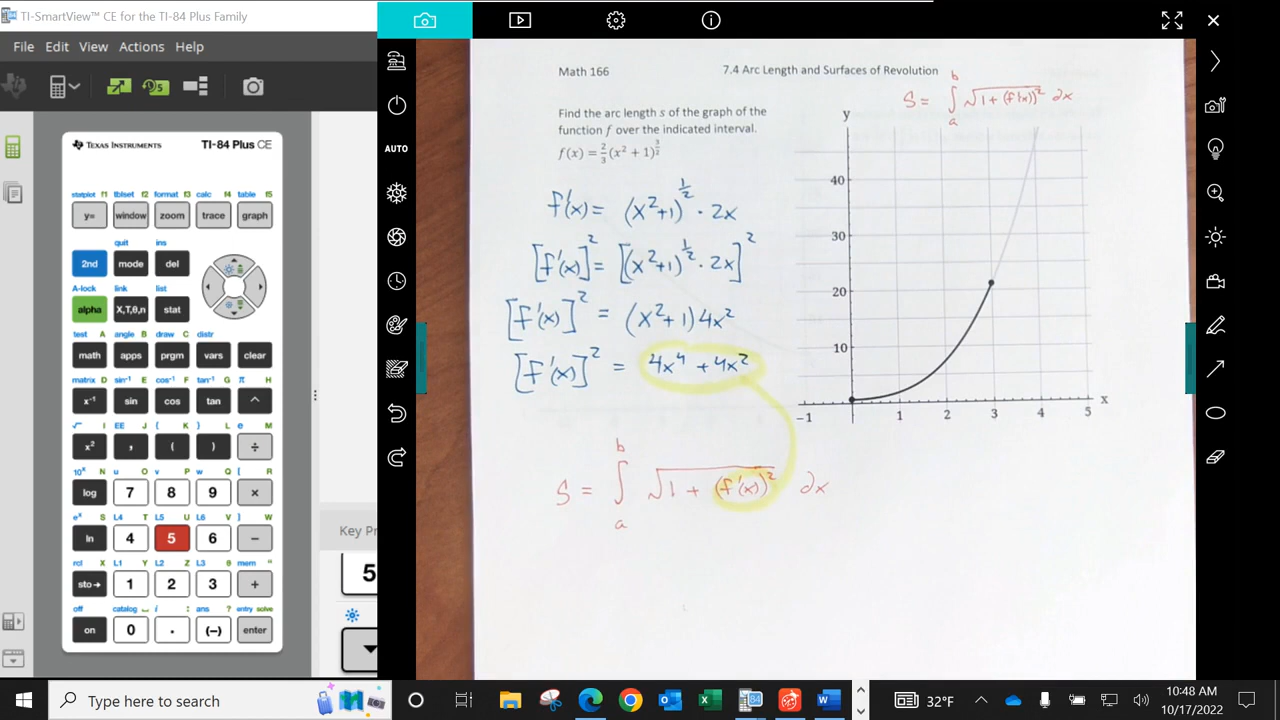 TI-SmartView™ CE for the TI-84 Plus Family
File Edit View Actions Help
TEXAS INSTRUMENTS TI-84 Plus CE
statplot f1 tblset f2 format f3 calc f4 table f5
y= window zoom trace graph
quit ins
2nd mode del
A-lock link list
alpha X,T,θ,n stat
test A angle B draw C distr
math apps prgm vars clear
matrix D sin⁻¹ E cos⁻¹ F tan⁻¹ G π H
x⁻¹ sin cos tan ^
√ I EE J { K } L e M
x² , ( ) ÷
10ˣ N u O v P w Q [ R
log 7 8 9 ×
eˣ S L4 T L5 U L6 V ] W
ln 4 5 6 −
rcl X L1 Y L2 Z L3 θ mem "
sto→ 1 2 3 +
off catalog ⎵ i : ans ? entry solve
on 0 . (−) enter
Key Pr
5
AUTO
Math 166 7.4 Arc Length and Surfaces of Revolution
S = ∫ₐᵇ √1 + (f'(x))² dx
Find the arc length s of the graph of the
function f over the indicated interval.
f(x) = 2/3(x² + 1)^(3/2)
f'(x) = (x²+1)^(1/2) · 2x
[f'(x)]² = [(x²+1)^(1/2) · 2x]²
[f'(x)]² = (x²+1)4x²
[f'(x)]² = 4x⁴ + 4x²
S = ∫ₐᵇ √1 + (f'(x))² dx
y
40
30
20
10
−1 1 2 3 4 5 x
Type here to search
32°F
10:48 AM
10/17/2022